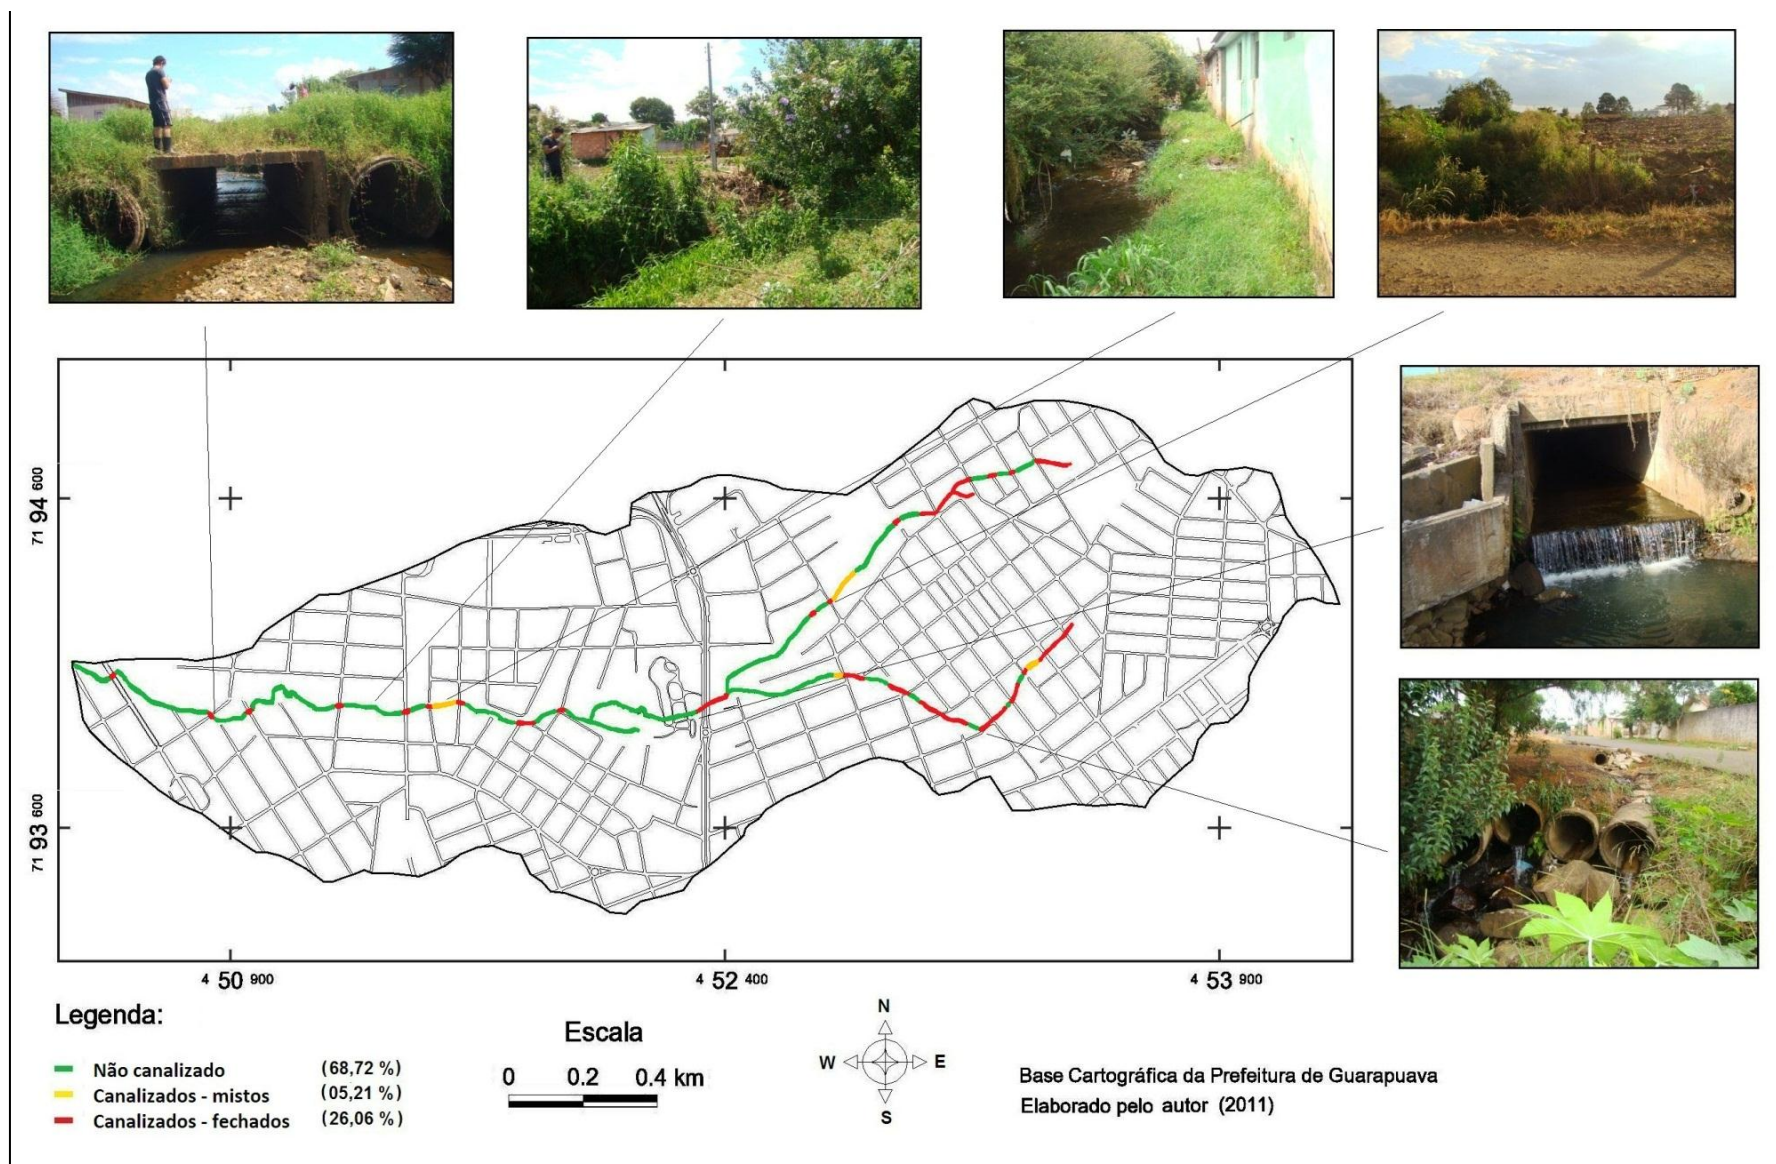 71 94 600
71 93 600
4 50 900
4 52 400
4 53 900
Legenda:
Não canalizado (68,72 %)
Canalizados - mistos (05,21 %)
Canalizados - fechados (26,06 %)
Escala
0 0.2 0.4 km
N
W E
S
Base Cartográfica da Prefeitura de Guarapuava
Elaborado pelo autor (2011)